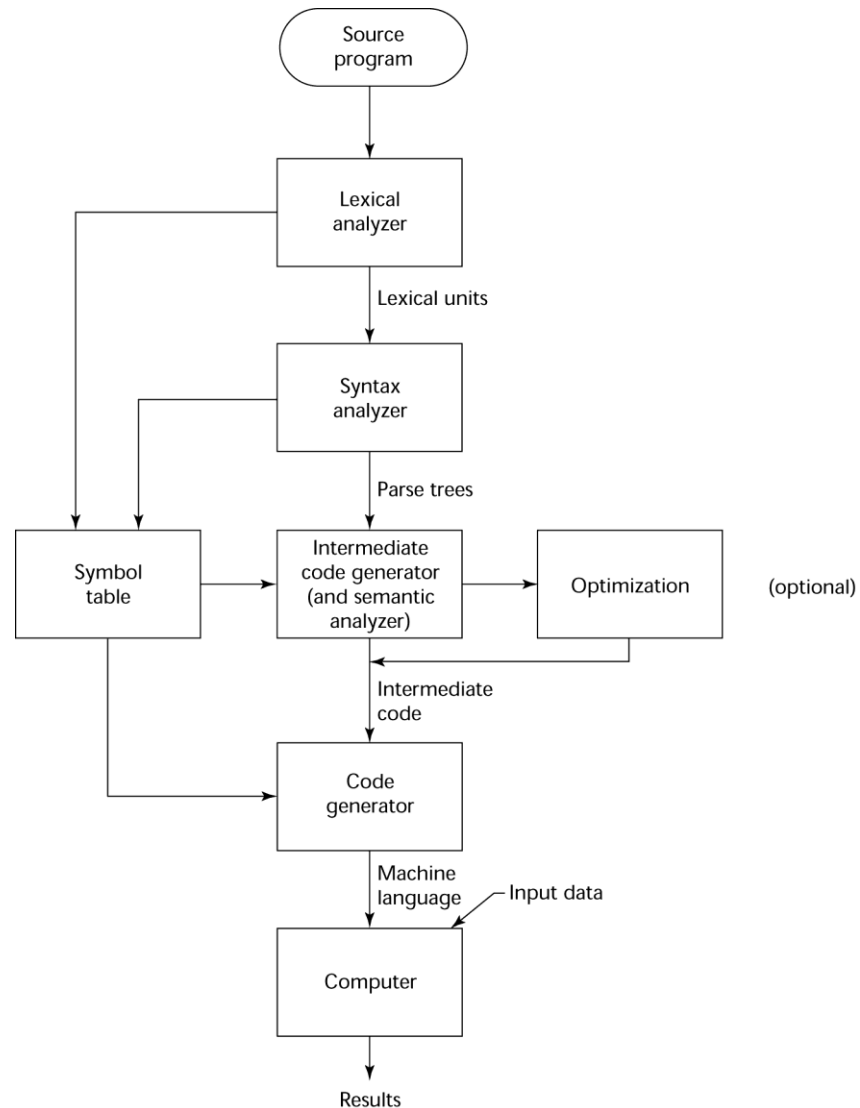 Source
program
Lexical
analyzer
Lexical units
Syntax
analyzer
Parse trees
Symbol
table
Intermediate
code generator
(and semantic
analyzer)
Optimization
(optional)
Intermediate
code
Code
generator
Machine
language
Input data
Computer
Results